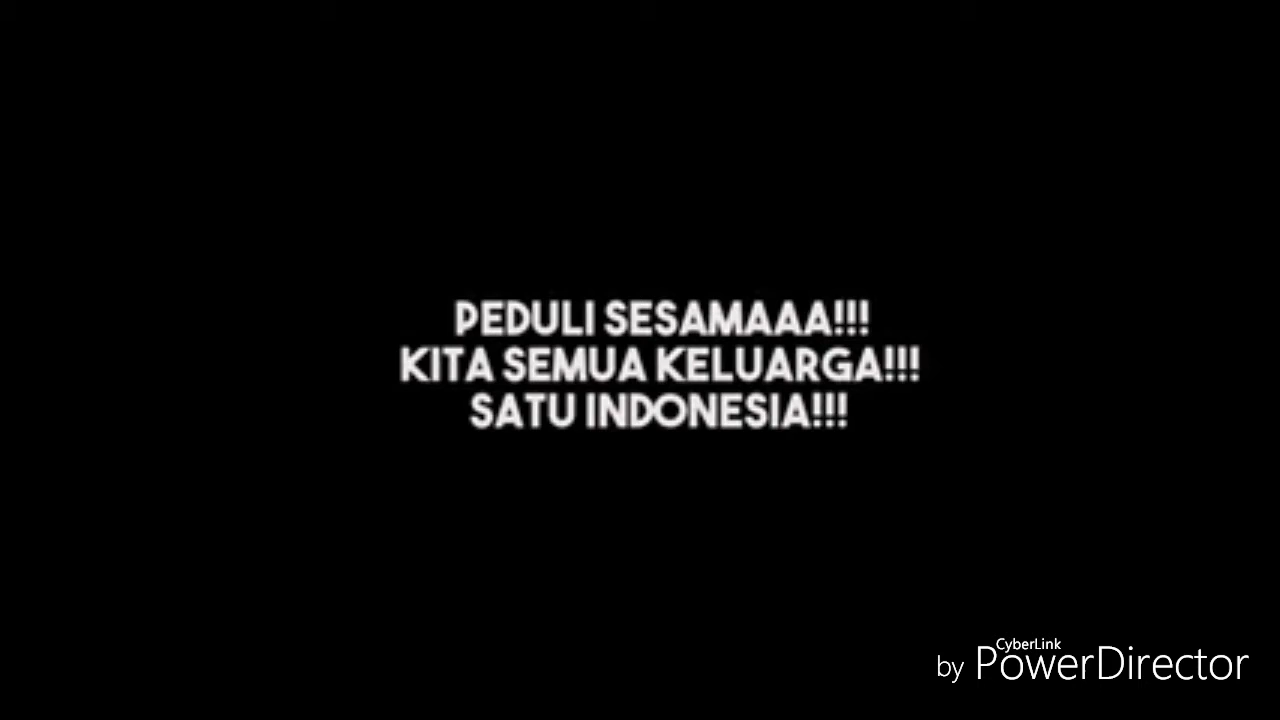 PEDULI SESAMAAA!!!
KITA SEMUA KELUARGA!!!
SATU INDONESIA!!!
CyberLink
by PowerDirector